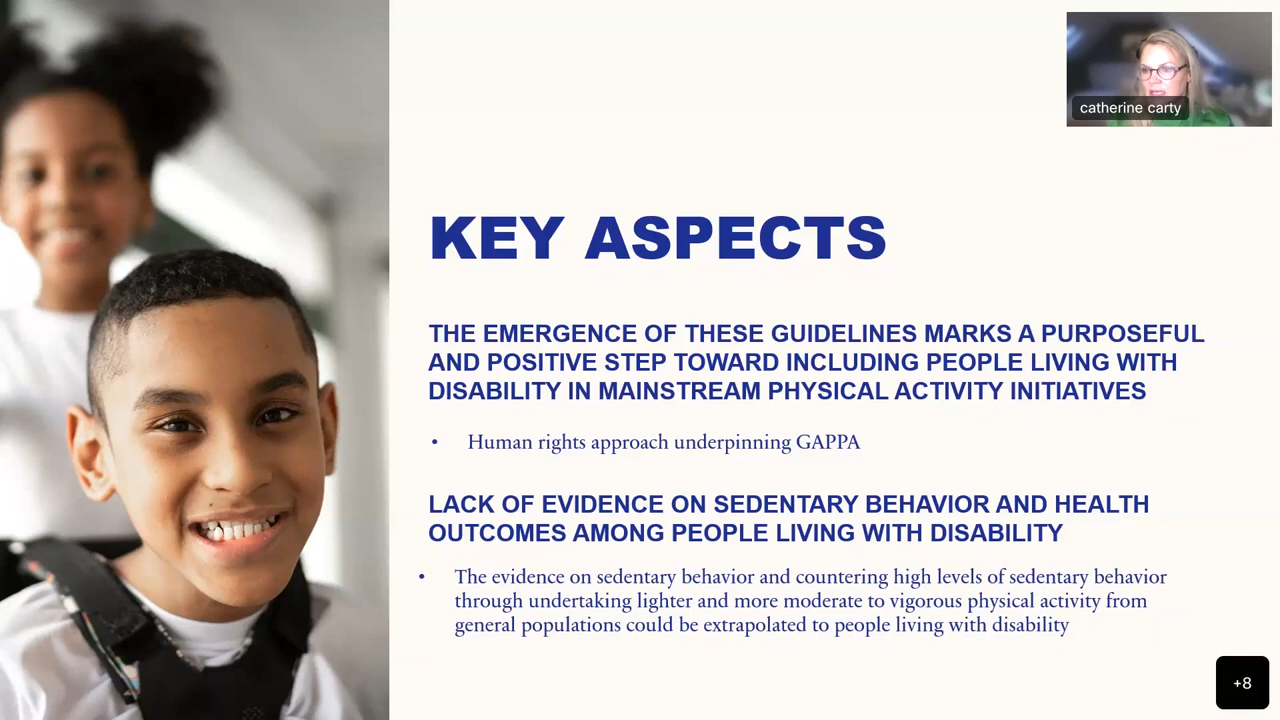 catherine carty
KEY ASPECTS
THE EMERGENCE OF THESE GUIDELINES MARKS A PURPOSEFUL
AND POSITIVE STEP TOWARD INCLUDING PEOPLE LIVING WITH
DISABILITY IN MAINSTREAM PHYSICAL ACTIVITY INITIATIVES
• Human rights approach underpinning GAPPA
LACK OF EVIDENCE ON SEDENTARY BEHAVIOR AND HEALTH
OUTCOMES AMONG PEOPLE LIVING WITH DISABILITY
• The evidence on sedentary behavior and countering high levels of sedentary behavior
through undertaking lighter and more moderate to vigorous physical activity from
general populations could be extrapolated to people living with disability
+8